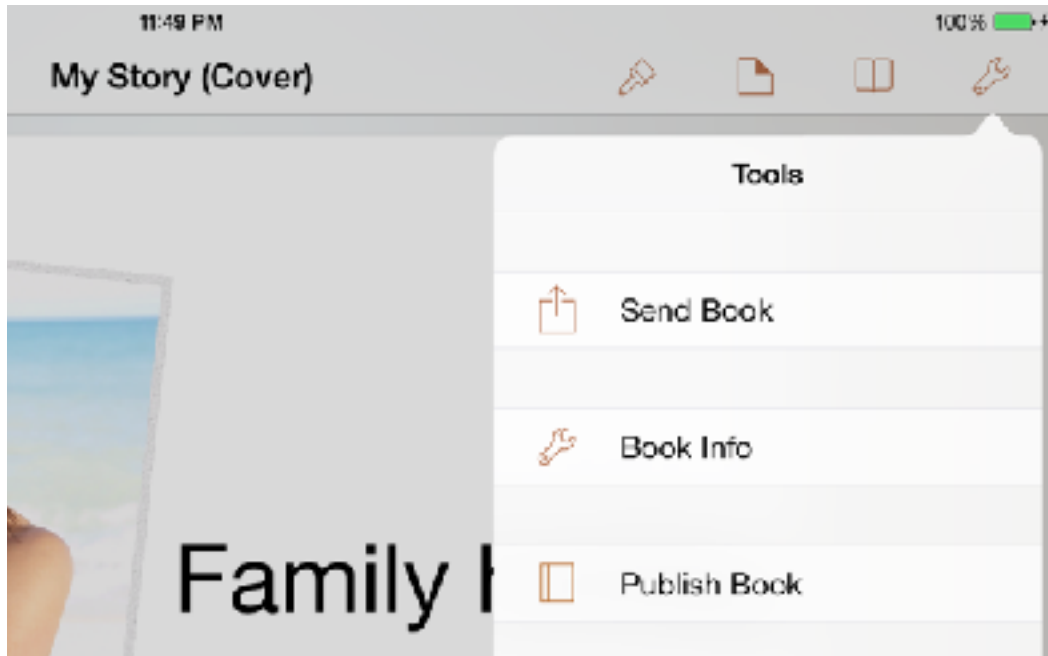 11:49 PM
100%
My Story (Cover)
Tools
Send Book
Book Info
Publish Book
Family